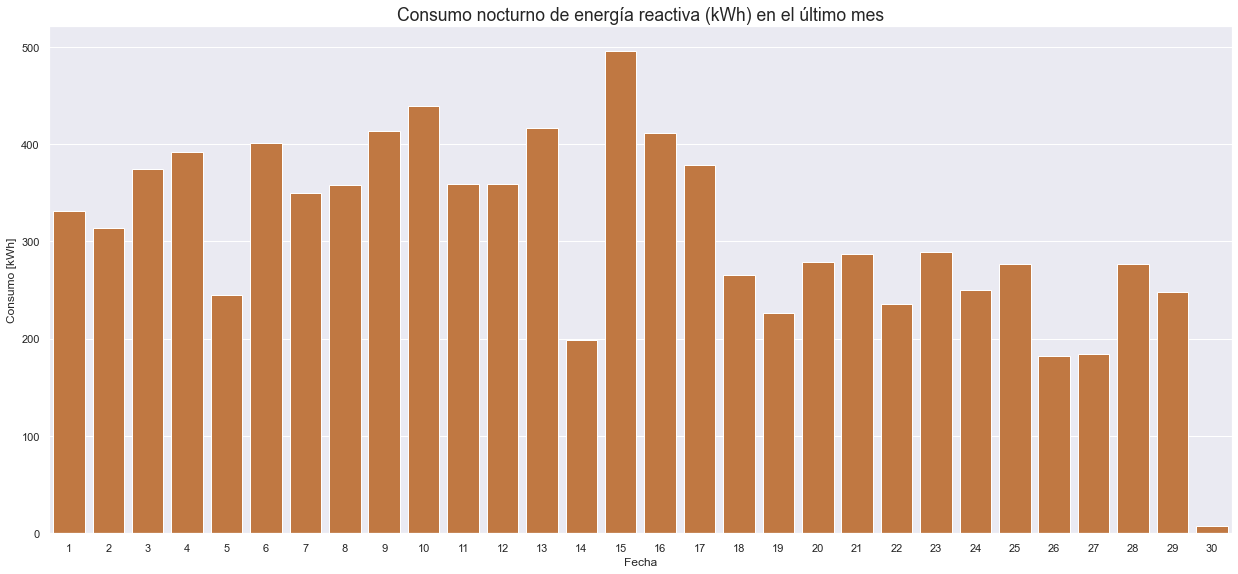 Consumo nocturno de energía reactiva (kWh) en el último mes
500
400
300
200
100
0
Consumo [kWh]
1 2 3 4 5 6 7 8 9 10 11 12 13 14 15 16 17 18 19 20 21 22 23 24 25 26 27 28 29 30
Fecha